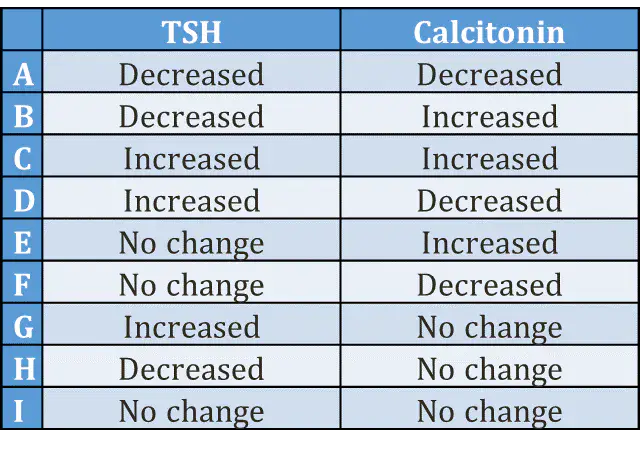 TSH Calcitonin
A Decreased Decreased
B Decreased Increased
C Increased Increased
D Increased Decreased
E No change Increased
F No change Decreased
G Increased No change
H Decreased No change
I No change No change